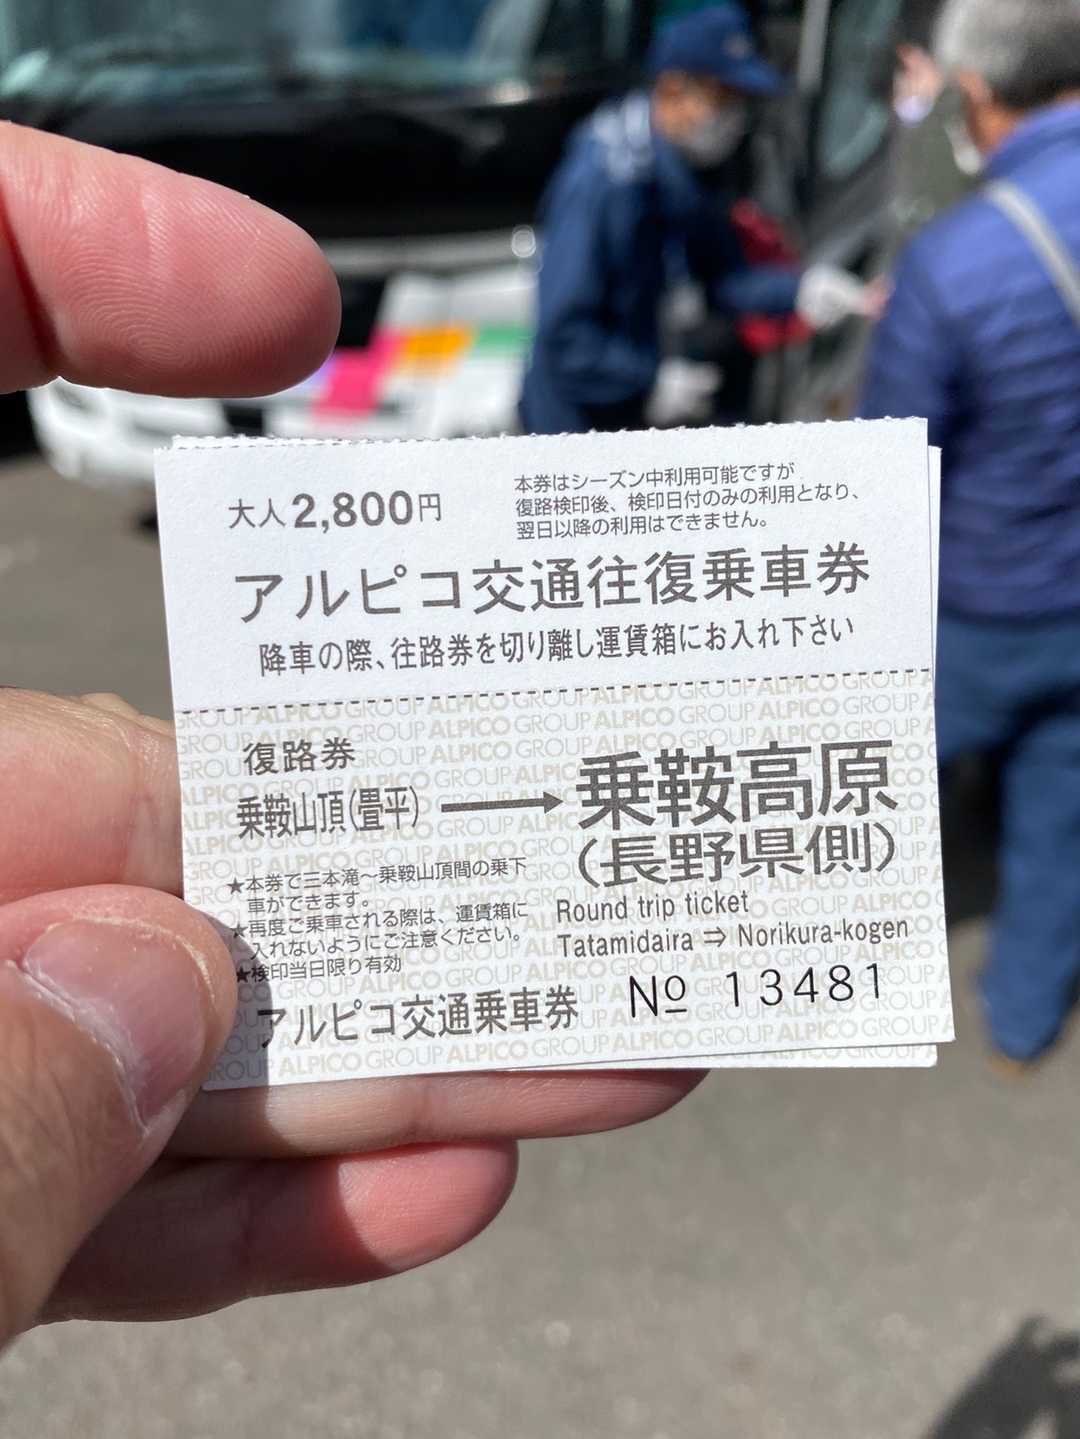 大人2,800円
本券はシーズン中利用可能ですが
復路検印後、検印日付のみの利用となり、
翌日以降の利用はできません。
アルピコ交通往復乗車券
降車の際、往路券を切り離し運賃箱にお入れ下さい
復路券
乗鞍山頂(畳平)
乗鞍高原
(長野県側)
★本券で三本滝～乗鞍山頂間の乗下
車ができます。
★再度ご乗車される際は、運賃箱に
入れないようにご注意ください。
★検印当日限り有効
Round trip ticket
Tatamidaira ⇒ Norikura-kogen
アルピコ交通乗車券
№ 13481
ALPICO GROUP